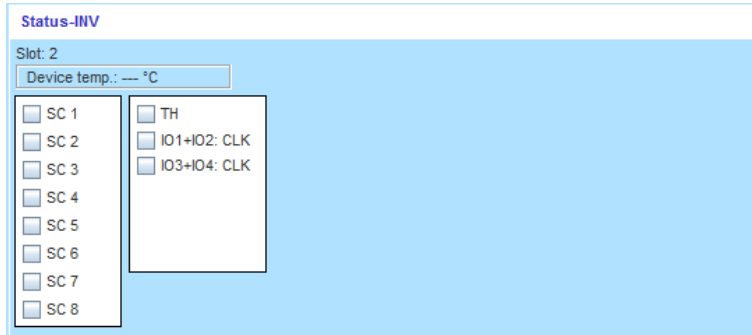 Status-INV
Slot: 2
Device temp.: --- °C
SC 1
SC 2
SC 3
SC 4
SC 5
SC 6
SC 7
SC 8
TH
IO1+IO2: CLK
IO3+IO4: CLK